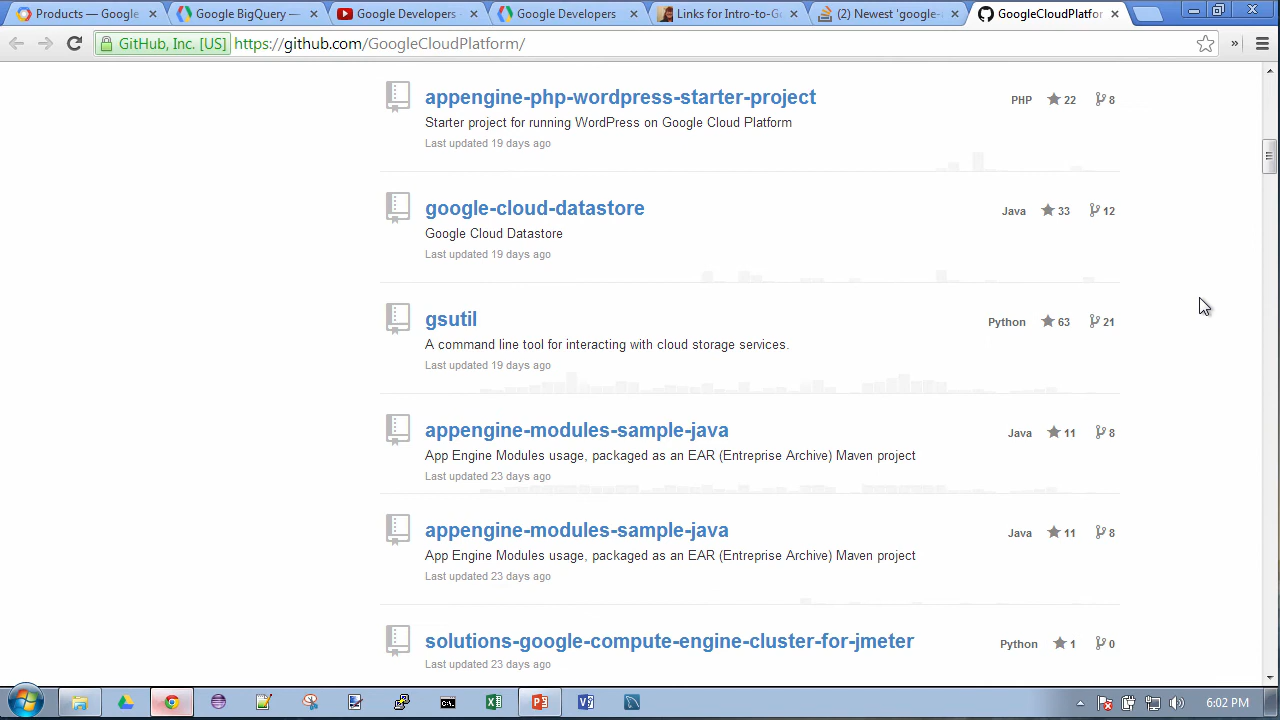 Products — Google
Google BigQuery —
Google Developers
Google Developers
Links for Intro-to-G
(2) Newest 'google-
GoogleCloudPlatfor
GitHub, Inc. [US]
https://github.com/GoogleCloudPlatform/
»
appengine-php-wordpress-starter-project
PHP 22 8
Starter project for running WordPress on Google Cloud Platform
Last updated 19 days ago
google-cloud-datastore
Java 33 12
Google Cloud Datastore
Last updated 19 days ago
gsutil
Python 63 21
A command line tool for interacting with cloud storage services.
Last updated 19 days ago
appengine-modules-sample-java
Java 11 8
App Engine Modules usage, packaged as an EAR (Entreprise Archive) Maven project
Last updated 23 days ago
appengine-modules-sample-java
Java 11 8
App Engine Modules usage, packaged as an EAR (Entreprise Archive) Maven project
Last updated 23 days ago
solutions-google-compute-engine-cluster-for-jmeter
Python 1 0
Last updated 23 days ago
6:02 PM